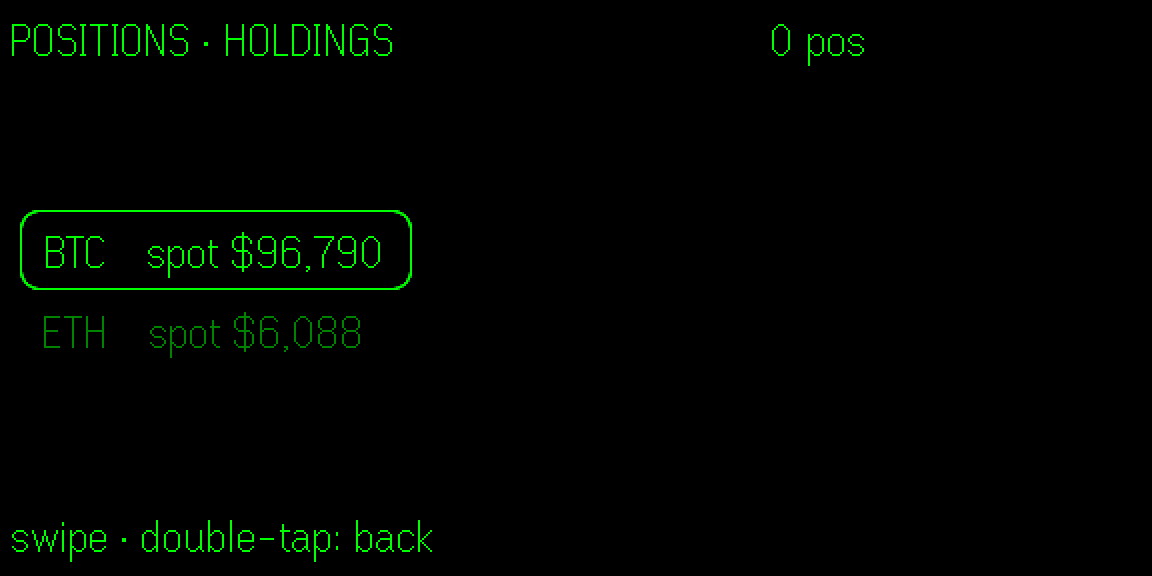 POSITIONS · HOLDINGS 0 pos
BTC spot $96,790
ETH spot $6,088
swipe · double-tap: back